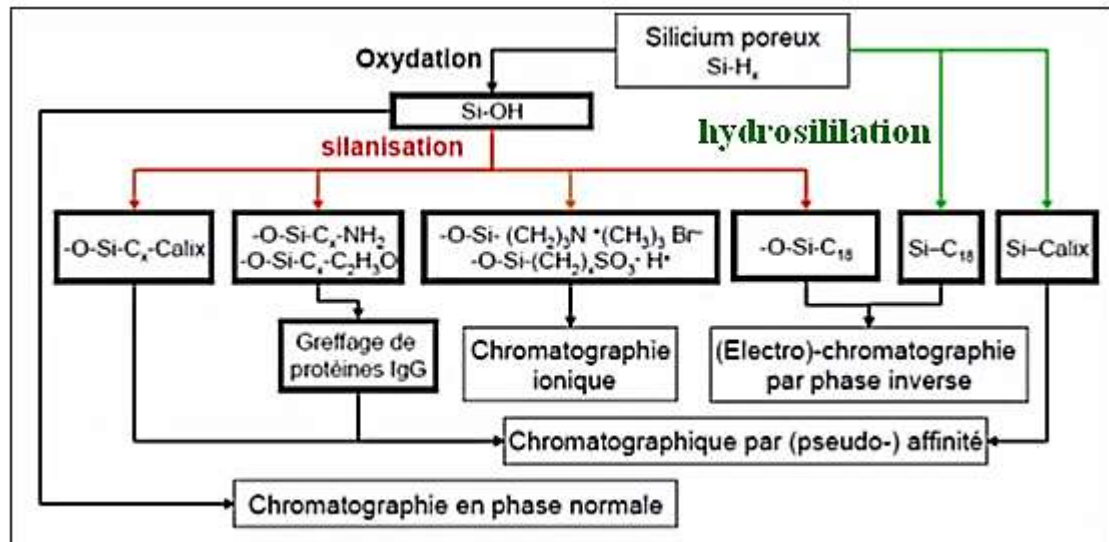 Silicium poreux
Si-Hₓ
Oxydation
Si-OH
hydrosililation
silanisation
-O-Si-Cₓ-Calix
-O-Si-Cₓ-NH₂
-O-Si-Cₓ-C₂H₃O
-O-Si- (CH₂)₃N⁺(CH₃)₃ Br⁻
-O-Si-(CH₂)ₓSO₃⁻ H⁺
-O-Si-C₁₈
Si–C₁₈
Si–Calix
Greffage de
protéines IgG
Chromatographie
ionique
(Electro)-chromatographie
par phase inverse
Chromatographique par (pseudo-) affinité
Chromatographie en phase normale